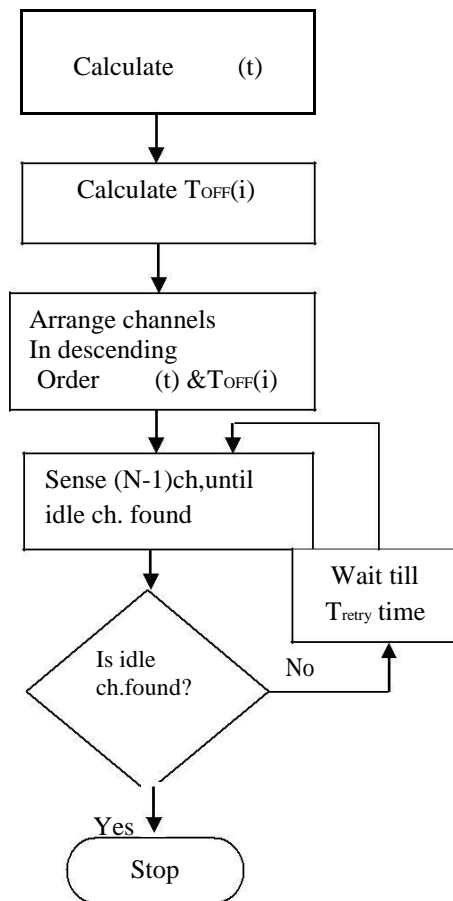 Calculate (t)
Calculate TOFF(i)
Arrange channels
In descending
Order (t) &TOFF(i)
Sense (N-1)ch,until
idle ch. found
Wait till
Tretry time
Is idle
ch.found?
No
Yes
Stop